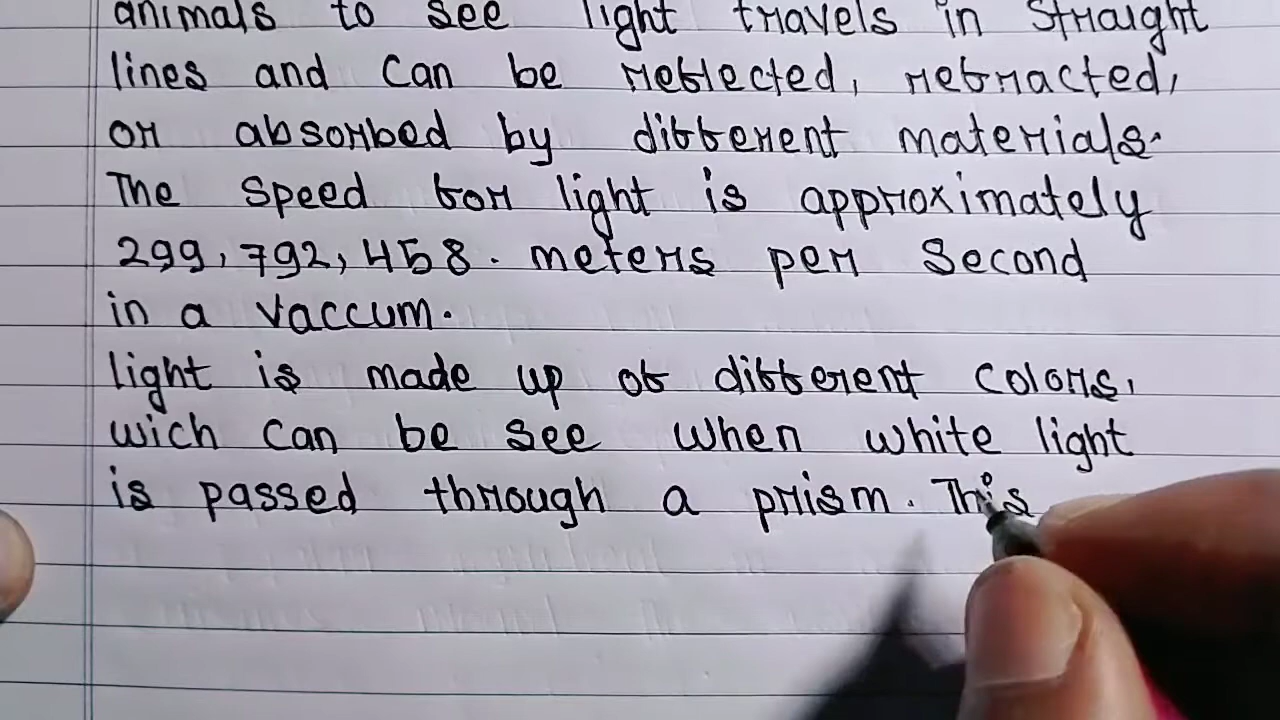 animals to see light travels in straight
lines and can be reflected, refracted,
or absorbed by different materials.
The speed for light is approximately
299,792,458. meters per second
in a vaccum.
light is made up of different colors,
wich can be see when white light
is passed through a prism. This